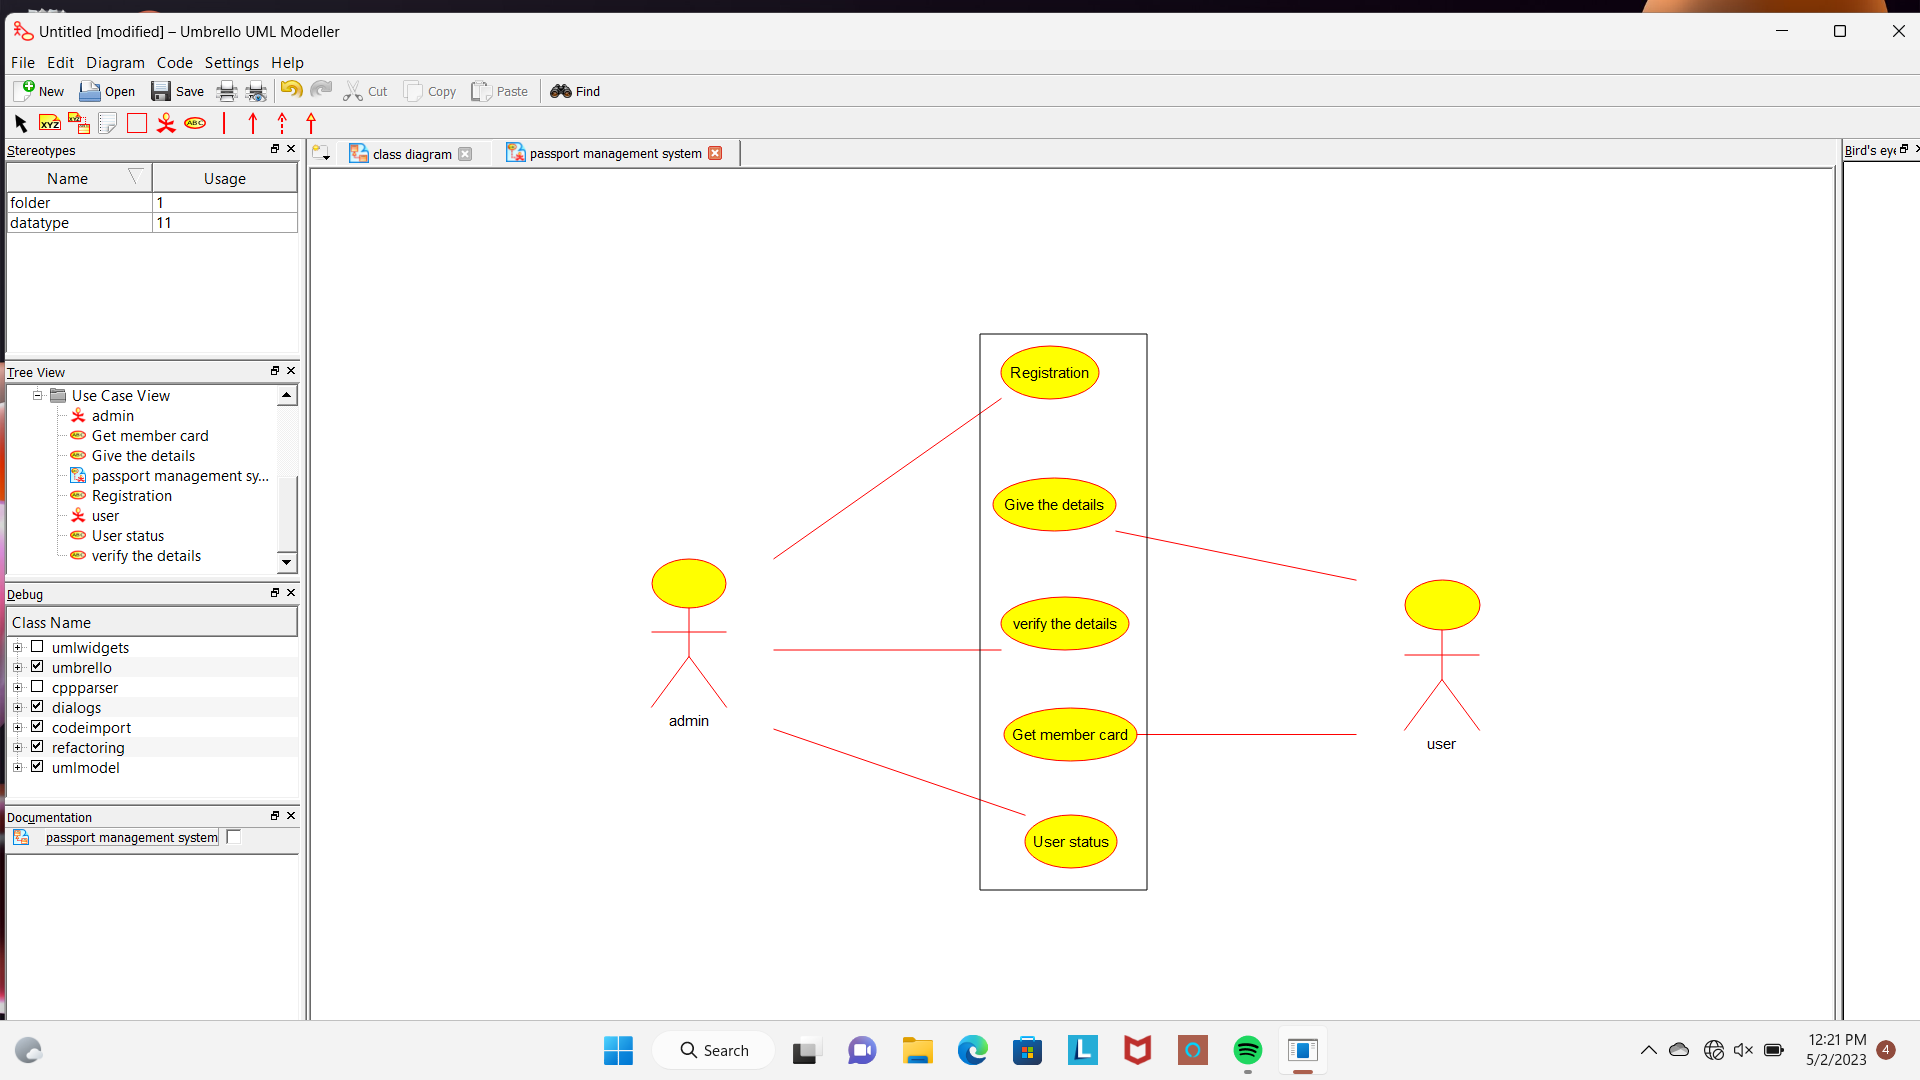 Untitled [modified] – Umbrello UML Modeller
File Edit Diagram Code Settings Help
New Open Save Cut Copy Paste Find
XYZ XYZ ABC
Stereotypes
Name Usage
folder 1
datatype 11
class diagram
passport management system
Bird's eye
Tree View
Use Case View
admin
Get member card
Give the details
passport management sy...
Registration
user
User status
verify the details
Debug
Class Name
umlwidgets
umbrello
cppparser
dialogs
codeimport
refactoring
umlmodel
Documentation
passport management system
Registration
Give the details
verify the details
Get member card
User status
admin
user
Search
L
12:21 PM
5/2/2023
4